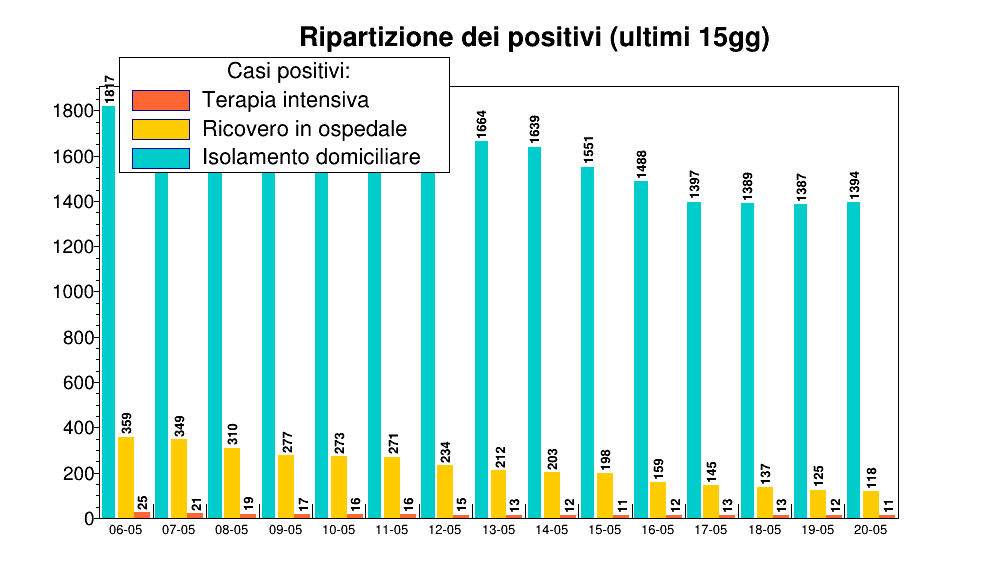 Ripartizione dei positivi (ultimi 15gg)
Casi positivi:
Terapia intensiva
Ricovero in ospedale
Isolamento domiciliare
1817 1664 1639 1551 1488 1397 1389 1387 1394
359 349 310 277 273 271 234 212 203 198 159 145 137 125 118
25 21 19 17 16 16 15 13 12 11 12 13 13 12 11
1800
1600
1400
1200
1000
800
600
400
200
0
06-05 07-05 08-05 09-05 10-05 11-05 12-05 13-05 14-05 15-05 16-05 17-05 18-05 19-05 20-05